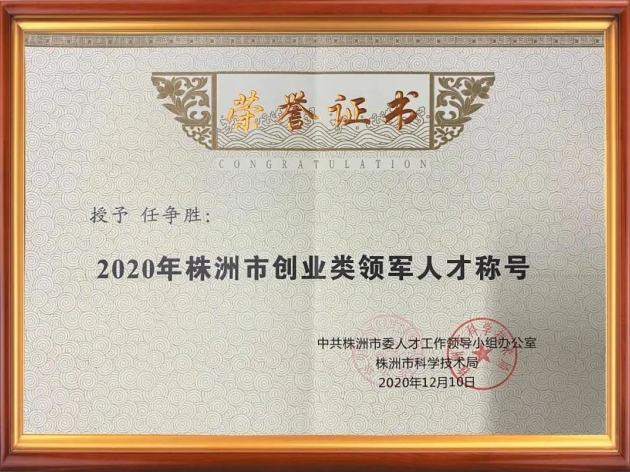 荣誉证书
CONGRATULATION
授予 任争胜:
2020年株洲市创业类领军人才称号
中共株洲市委人才工作领导小组办公室
株洲市科学技术局
2020年12月10日